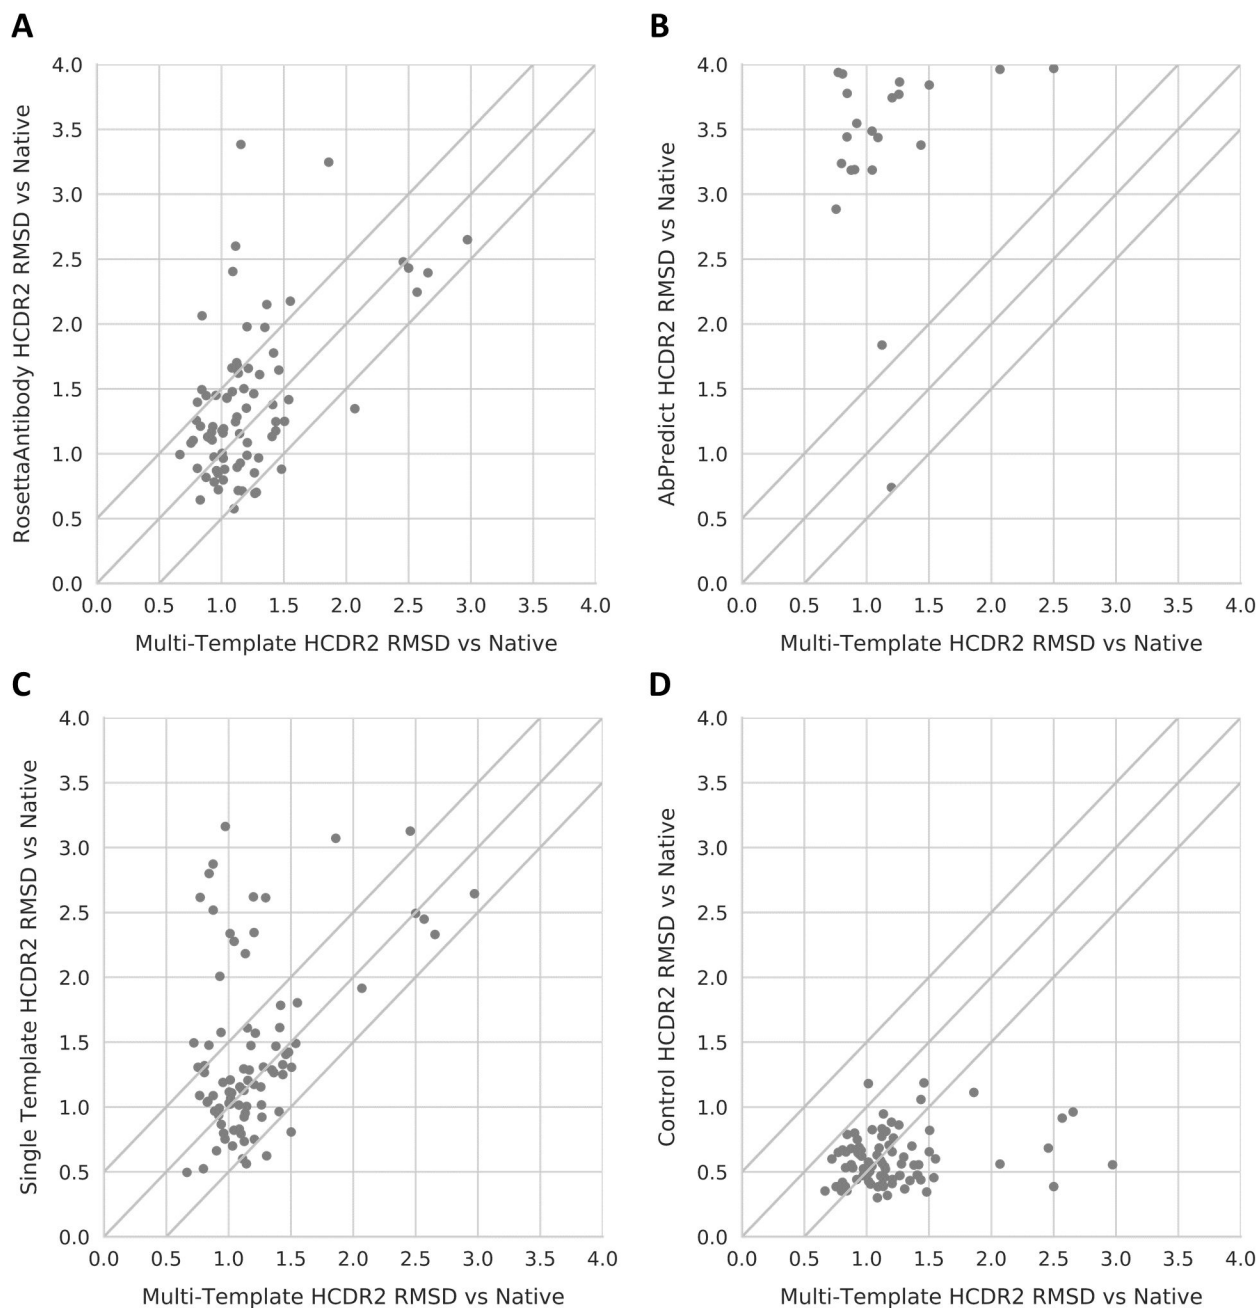 A
RosettaAntibody HCDR2 RMSD vs Native
4.0
3.5
3.0
2.5
2.0
1.5
1.0
0.5
0.0
0.0 0.5 1.0 1.5 2.0 2.5 3.0 3.5 4.0
Multi-Template HCDR2 RMSD vs Native
B
AbPredict HCDR2 RMSD vs Native
4.0
3.5
3.0
2.5
2.0
1.5
1.0
0.5
0.0
0.0 0.5 1.0 1.5 2.0 2.5 3.0 3.5 4.0
Multi-Template HCDR2 RMSD vs Native
C
Single Template HCDR2 RMSD vs Native
4.0
3.5
3.0
2.5
2.0
1.5
1.0
0.5
0.0
0.0 0.5 1.0 1.5 2.0 2.5 3.0 3.5 4.0
Multi-Template HCDR2 RMSD vs Native
D
Control HCDR2 RMSD vs Native
4.0
3.5
3.0
2.5
2.0
1.5
1.0
0.5
0.0
0.0 0.5 1.0 1.5 2.0 2.5 3.0 3.5 4.0
Multi-Template HCDR2 RMSD vs Native